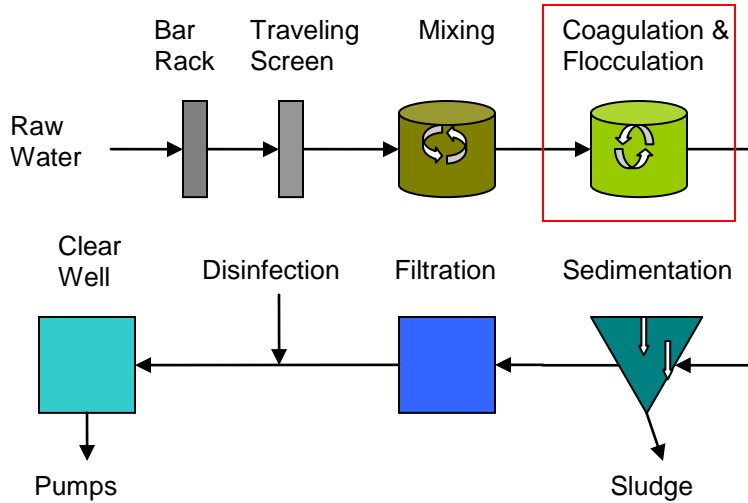 Bar
Rack
Traveling
Screen
Mixing
Coagulation &
Flocculation
Raw
Water
Clear
Well
Disinfection
Filtration
Sedimentation
Pumps
Sludge